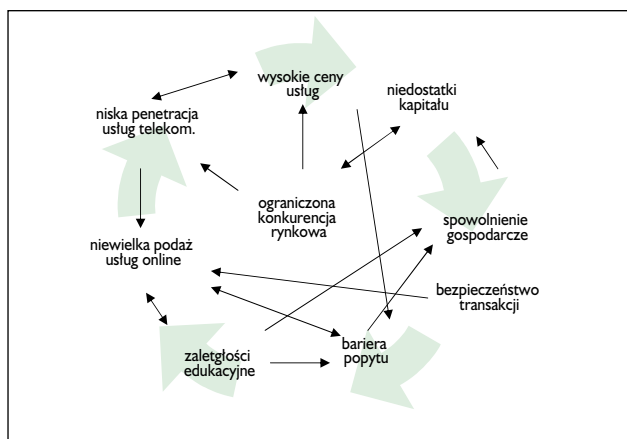 wysokie ceny
usług
niedostatki
kapitału
niska penetracja
usług telekom.
ograniczona
konkurencja
rynkowa
spowolnienie
gospodarcze
niewielka podaż
usług online
bezpieczeństwo
transakcji
bariera
popytu
zaletgłości
edukacyjne